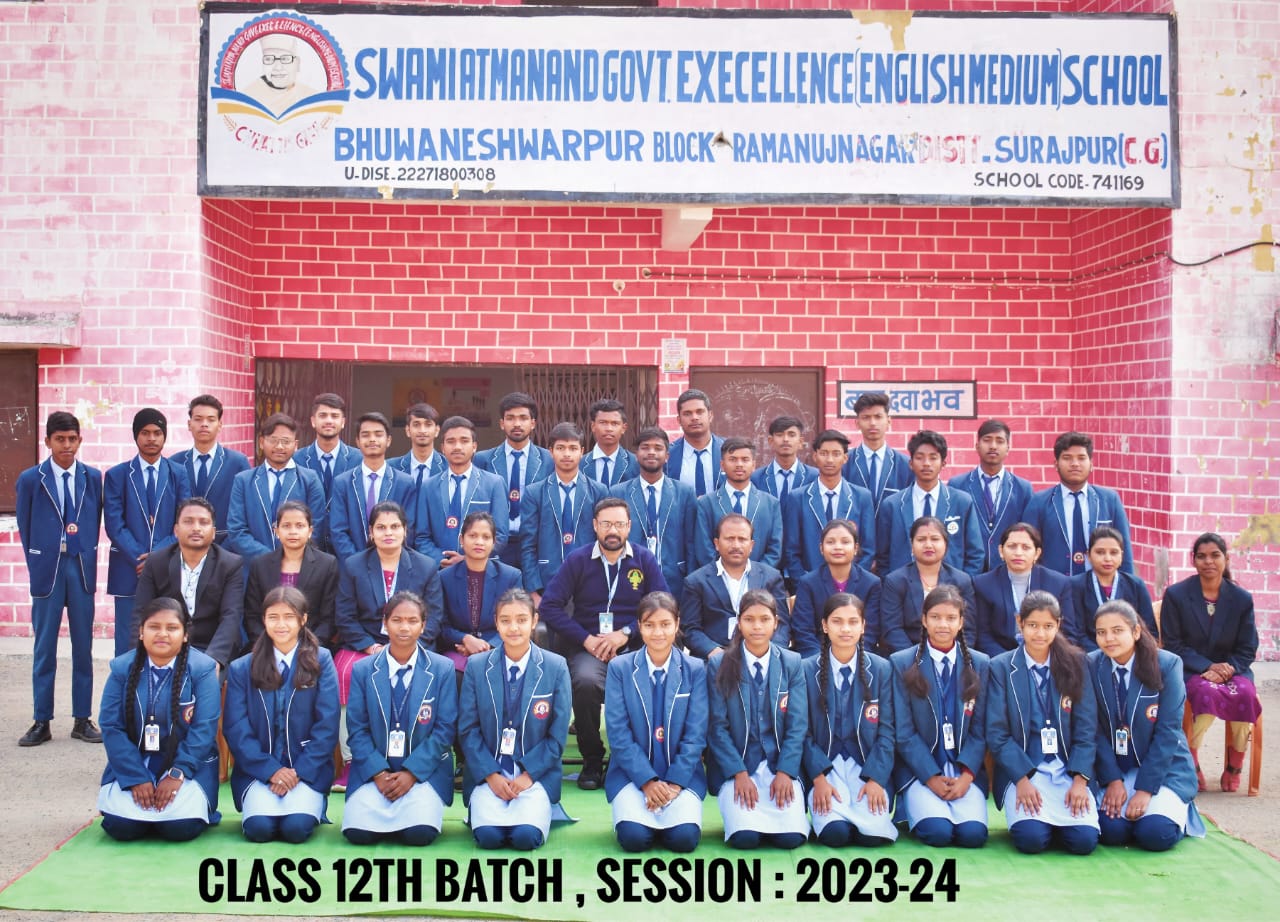 SWAMI ATMANAND GOVT. EXECELLENCE (ENGLISH MEDIUM) SCHOOL
BHUWANESHWARPUR BLOCK RAMANUJNAGAR DISTT. SURAJPUR (C.G.)
U-DISE-22271800308
SCHOOL CODE-741169
CLASS 12TH BATCH , SESSION : 2023-24